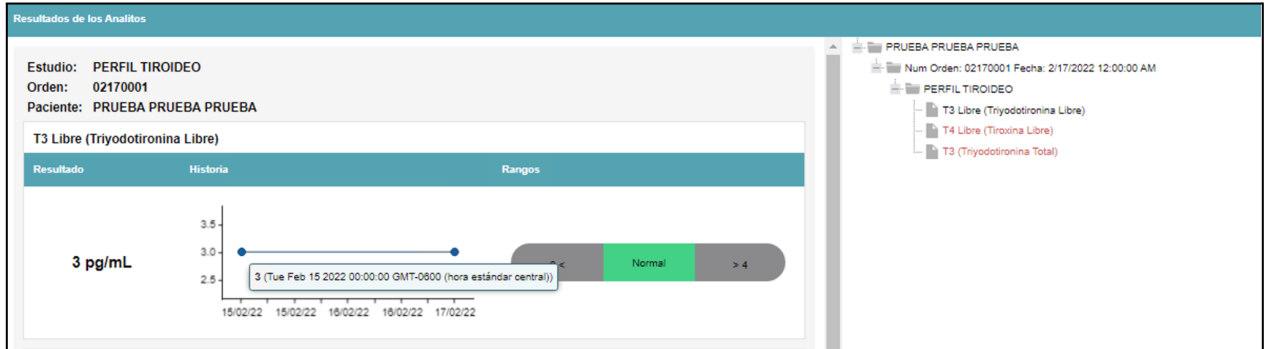 Resultados de los Analitos
Estudio: PERFIL TIROIDEO
Orden: 02170001
Paciente: PRUEBA PRUEBA PRUEBA
T3 Libre (Triyodotironina Libre)
Resultado Historia Rangos
3 pg/mL
3.5
3.0
2.5
3 (Tue Feb 15 2022 00:00:00 GMT-0600 (hora estándar central))
15/02/22 15/02/22 16/02/22 16/02/22 17/02/22
< Normal > 4
PRUEBA PRUEBA PRUEBA
Num Orden: 02170001 Fecha: 2/17/2022 12:00:00 AM
PERFIL TIROIDEO
T3 Libre (Triyodotironina Libre)
T4 Libre (Tiroxina Libre)
T3 (Triyodotironina Total)